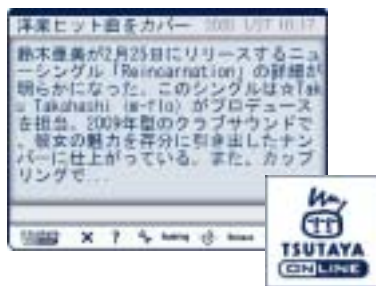 洋楽ヒット曲をカバー 2009 1/27 10:17
鈴木亜美が2月25日にリリースするニュ
ーシングル「Reincarnation」の詳細が
明らかになった。このシングルは☆Tak
u Takahashi (m-flo) がプロデュース
を担当。2009年型のクラブサウンドで
、彼女の魅力を存分に引き出したナン
バーに仕上がっている。また、カップ
リングで...
× ?
TSUTAYA
ONLINE